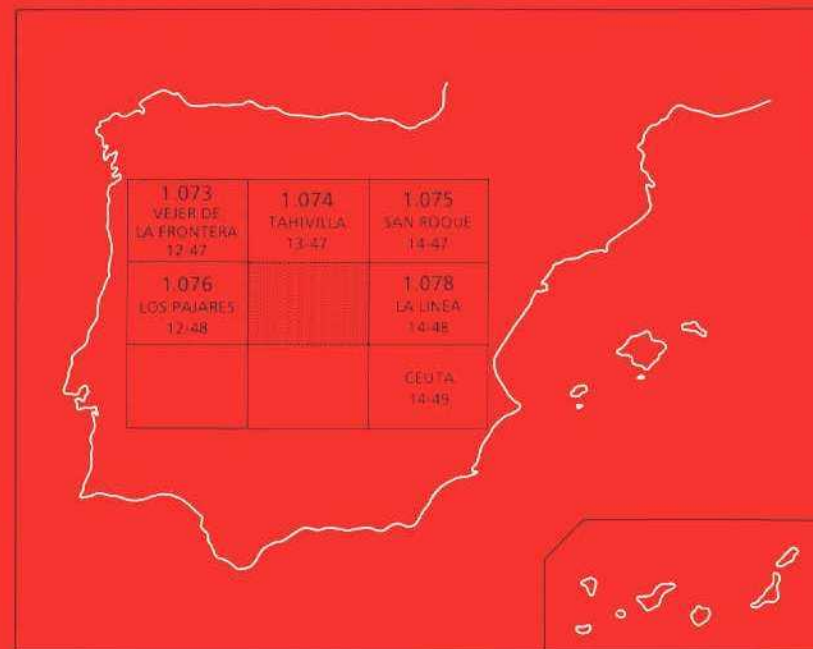 1.073
VEJER DE
LA FRONTERA
12-47
1.074
TAHIVILLA
13-47
1.075
SAN ROQUE
14-47
1.076
LOS PAJARES
12-48
1.078
LA LINEA
14-48
CEUTA
14-49